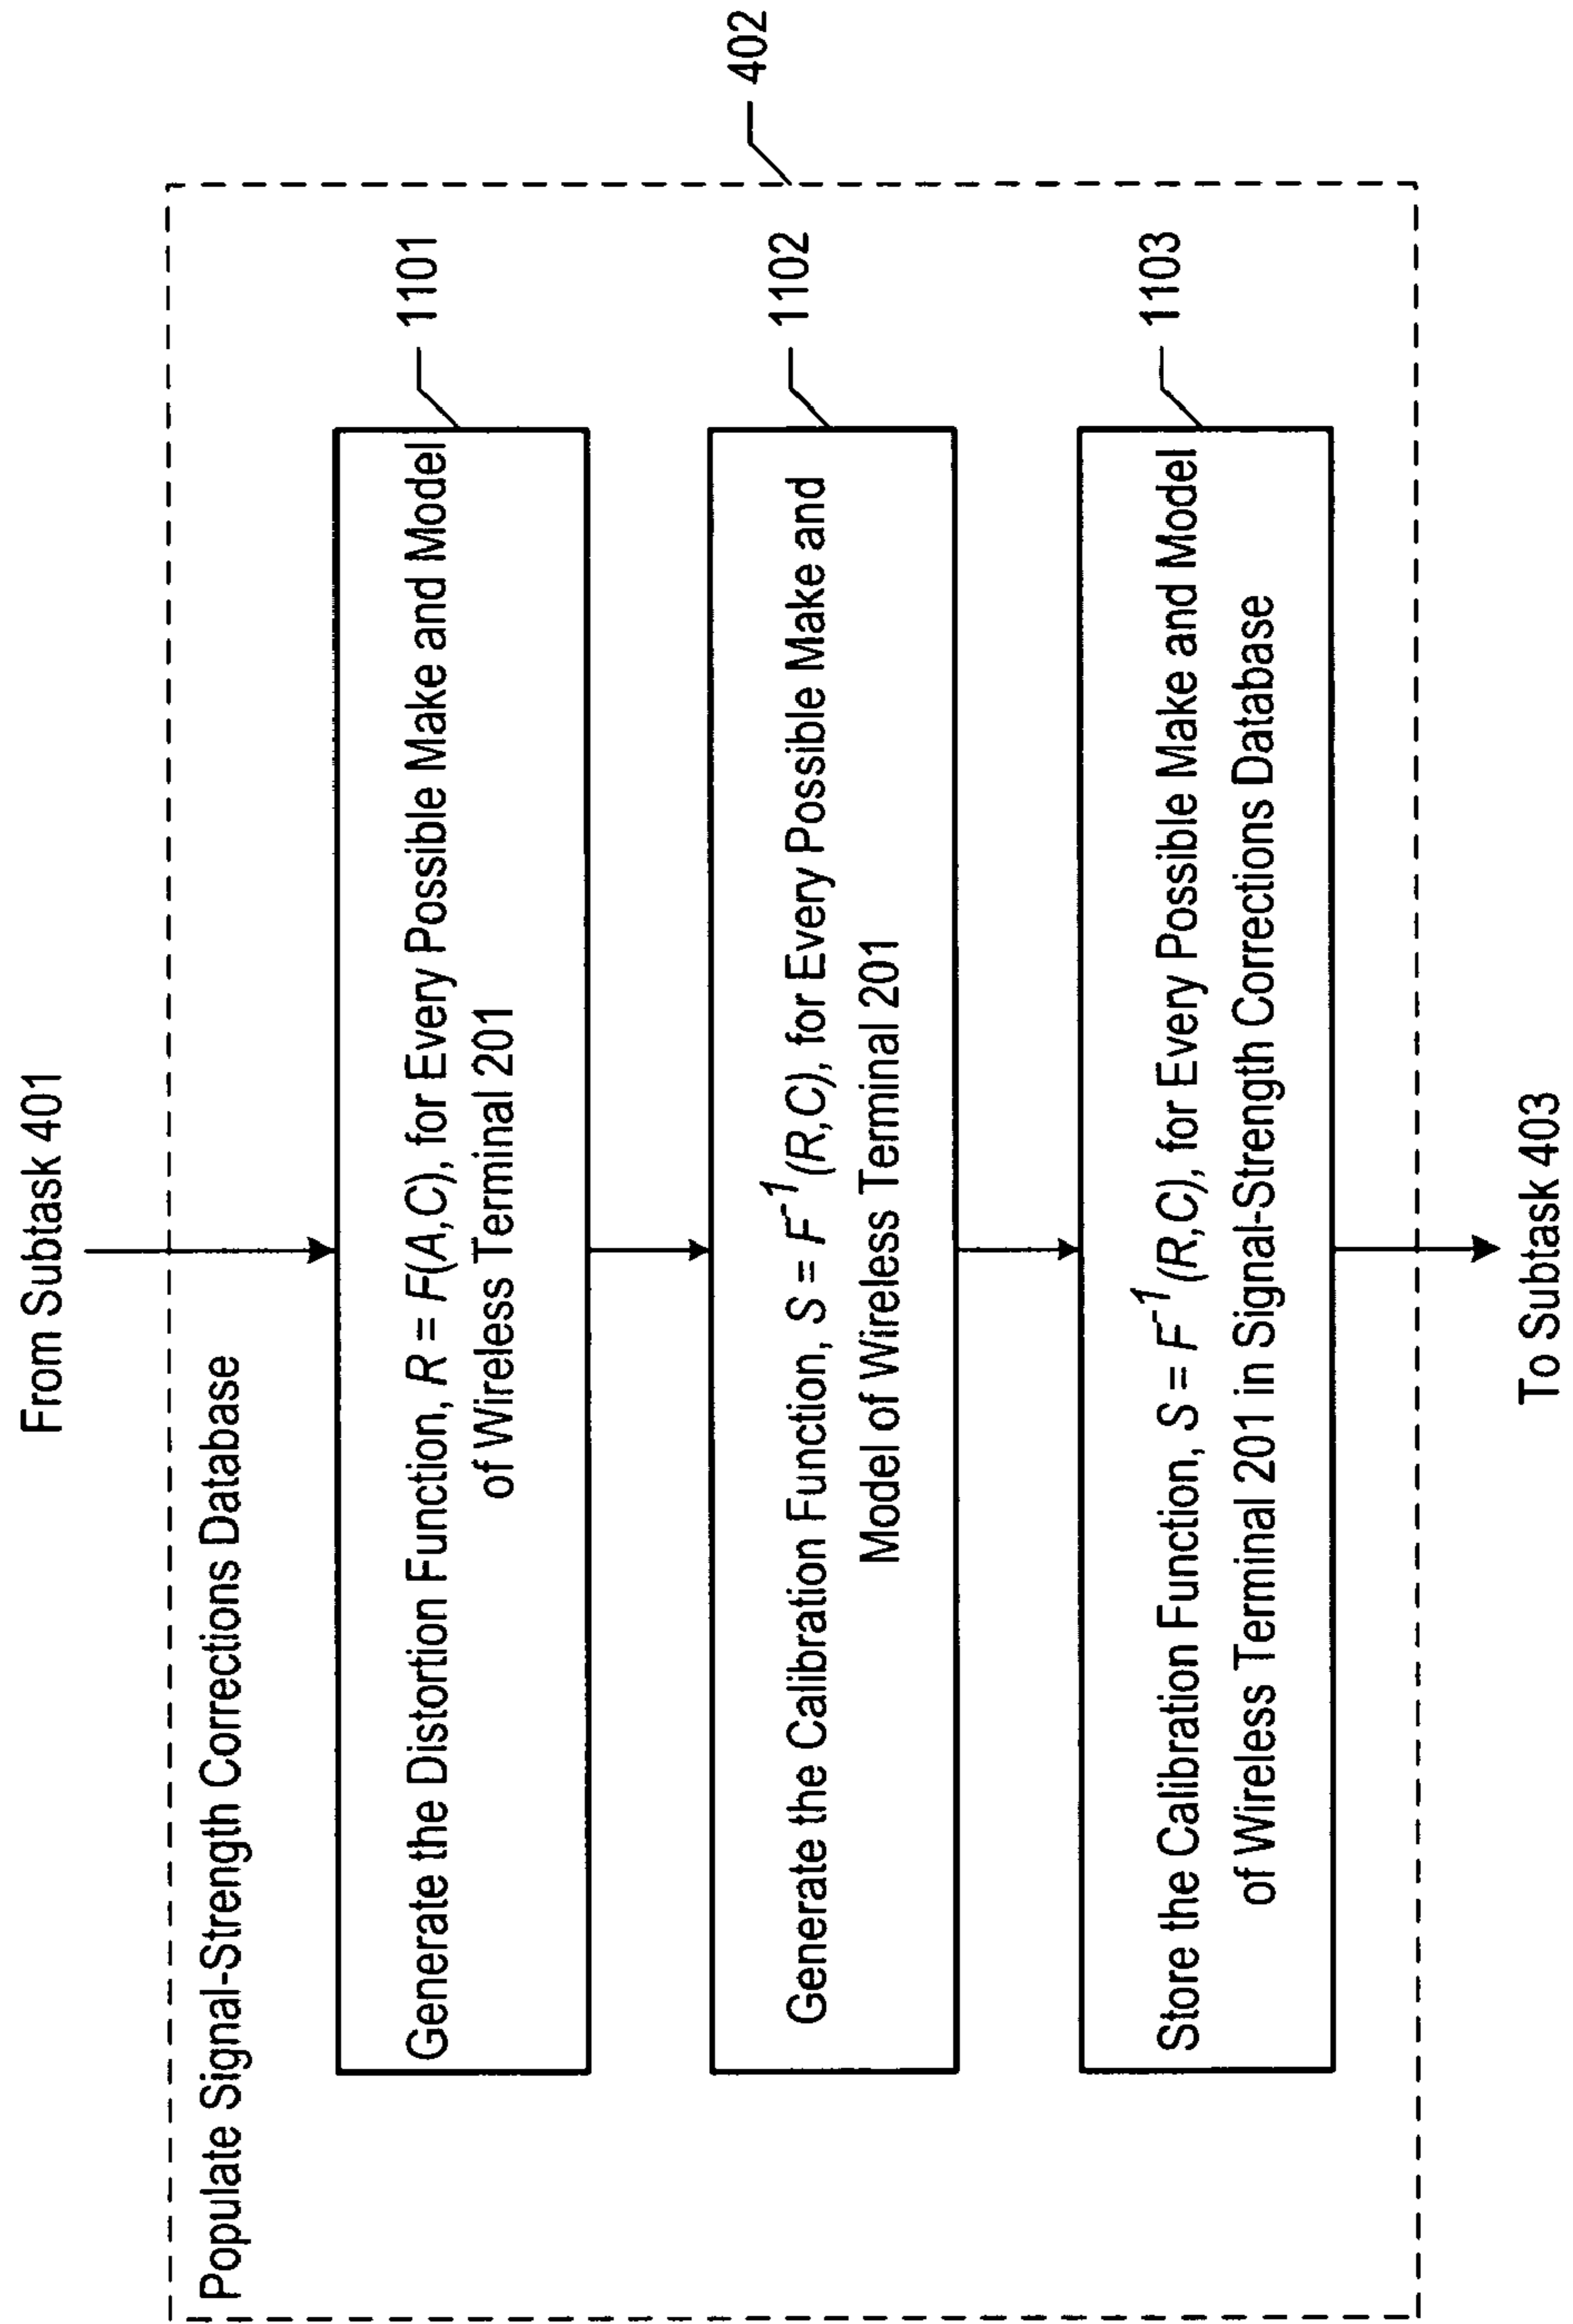 From Subtask 401
402
Populate Signal-Strength Corrections Database
1101
Generate the Distortion Function, R = F(A,C), for Every Possible Make and Model
of Wireless Terminal 201
1102
Generate the Calibration Function, S = F⁻¹(R,C), for Every Possible Make and
Model of Wireless Terminal 201
1103
Store the Calibration Function, S = F⁻¹(R,C), for Every Possible Make and Model
of Wireless Terminal 201 in Signal-Strength Corrections Database
To Subtask 403